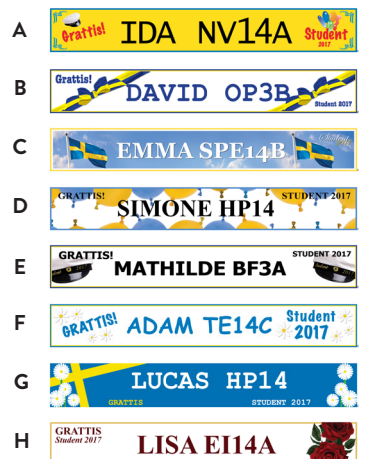 A
Grattis! IDA NV14A Student 2017
B
Grattis!
DAVID OP3B
Student 2017
C
Student
EMMA SPE14B
D
GRATTIS! STUDENT 2017
SIMONE HP14
E
GRATTIS! STUDENT 2017
MATHILDE BF3A
F
GRATTIS! ADAM TE14C Student 2017
G
LUCAS HP14
GRATTIS STUDENT 2017
H
GRATTIS
Student 2017
LISA EI14A